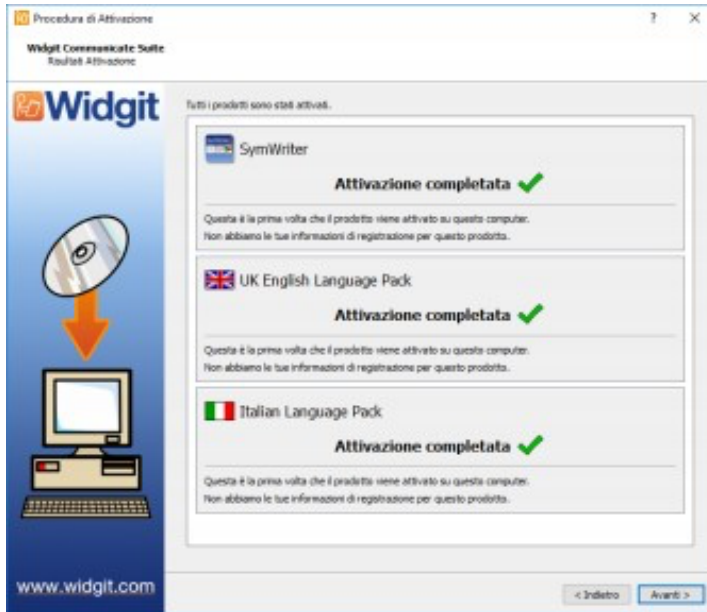 Procedura di Attivazione
Widgit Communicate Suite
Risultati Attivazione
Widgit
Tutti i prodotti sono stati attivati.
SymWriter
Attivazione completata
Questa è la prima volta che il prodotto viene attivato su questo computer.
Non abbiamo le tue informazioni di registrazione per questo prodotto.
UK English Language Pack
Attivazione completata
Questa è la prima volta che il prodotto viene attivato su questo computer.
Non abbiamo le tue informazioni di registrazione per questo prodotto.
Italian Language Pack
Attivazione completata
Questa è la prima volta che il prodotto viene attivato su questo computer.
Non abbiamo le tue informazioni di registrazione per questo prodotto.
www.widgit.com
< Indietro
Avanti >